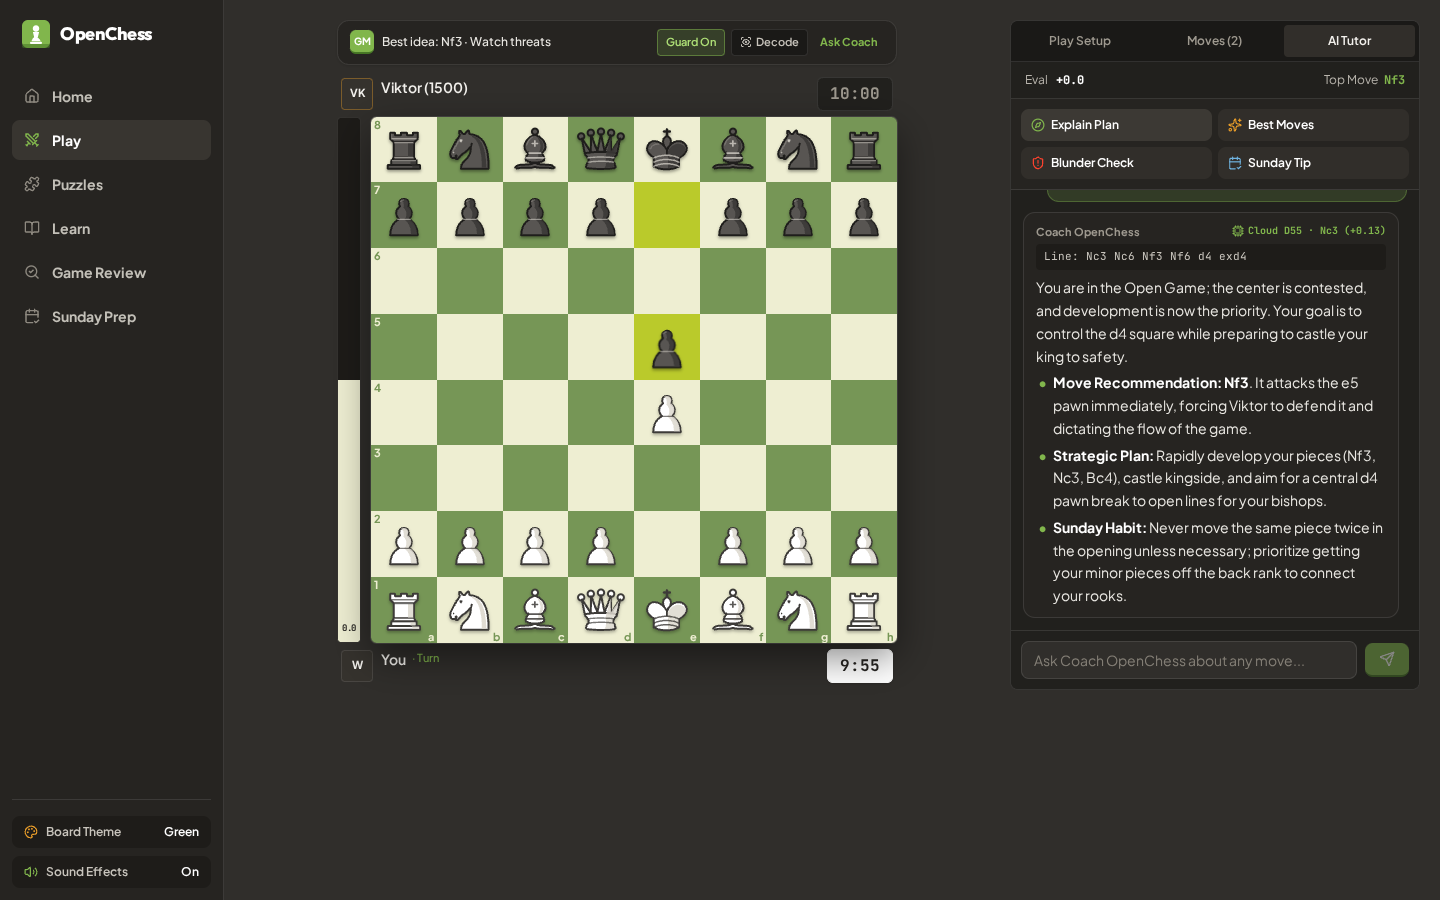 OpenChess
Home
Play
Puzzles
Learn
Game Review
Sunday Prep
Board Theme Green
Sound Effects On
GM Best idea: Nf3 · Watch threats Guard On Decode Ask Coach
VK Viktor (1500) 10:00
8
7
6
5
4
3
2
1
a b c d e f g h
0.0
W You · Turn 9:55
Play Setup Moves (2) AI Tutor
Eval +0.0 Top Move Nf3
Explain Plan Best Moves
Blunder Check Sunday Tip
Coach OpenChess Cloud D55 · Nc3 (+0.13)
Line: Nc3 Nc6 Nf3 Nf6 d4 exd4
You are in the Open Game; the center is contested,
and development is now the priority. Your goal is to
control the d4 square while preparing to castle your
king to safety.
Move Recommendation: Nf3. It attacks the e5
pawn immediately, forcing Viktor to defend it and
dictating the flow of the game.
Strategic Plan: Rapidly develop your pieces (Nf3,
Nc3, Bc4), castle kingside, and aim for a central d4
pawn break to open lines for your bishops.
Sunday Habit: Never move the same piece twice in
the opening unless necessary; prioritize getting
your minor pieces off the back rank to connect
your rooks.
Ask Coach OpenChess about any move...